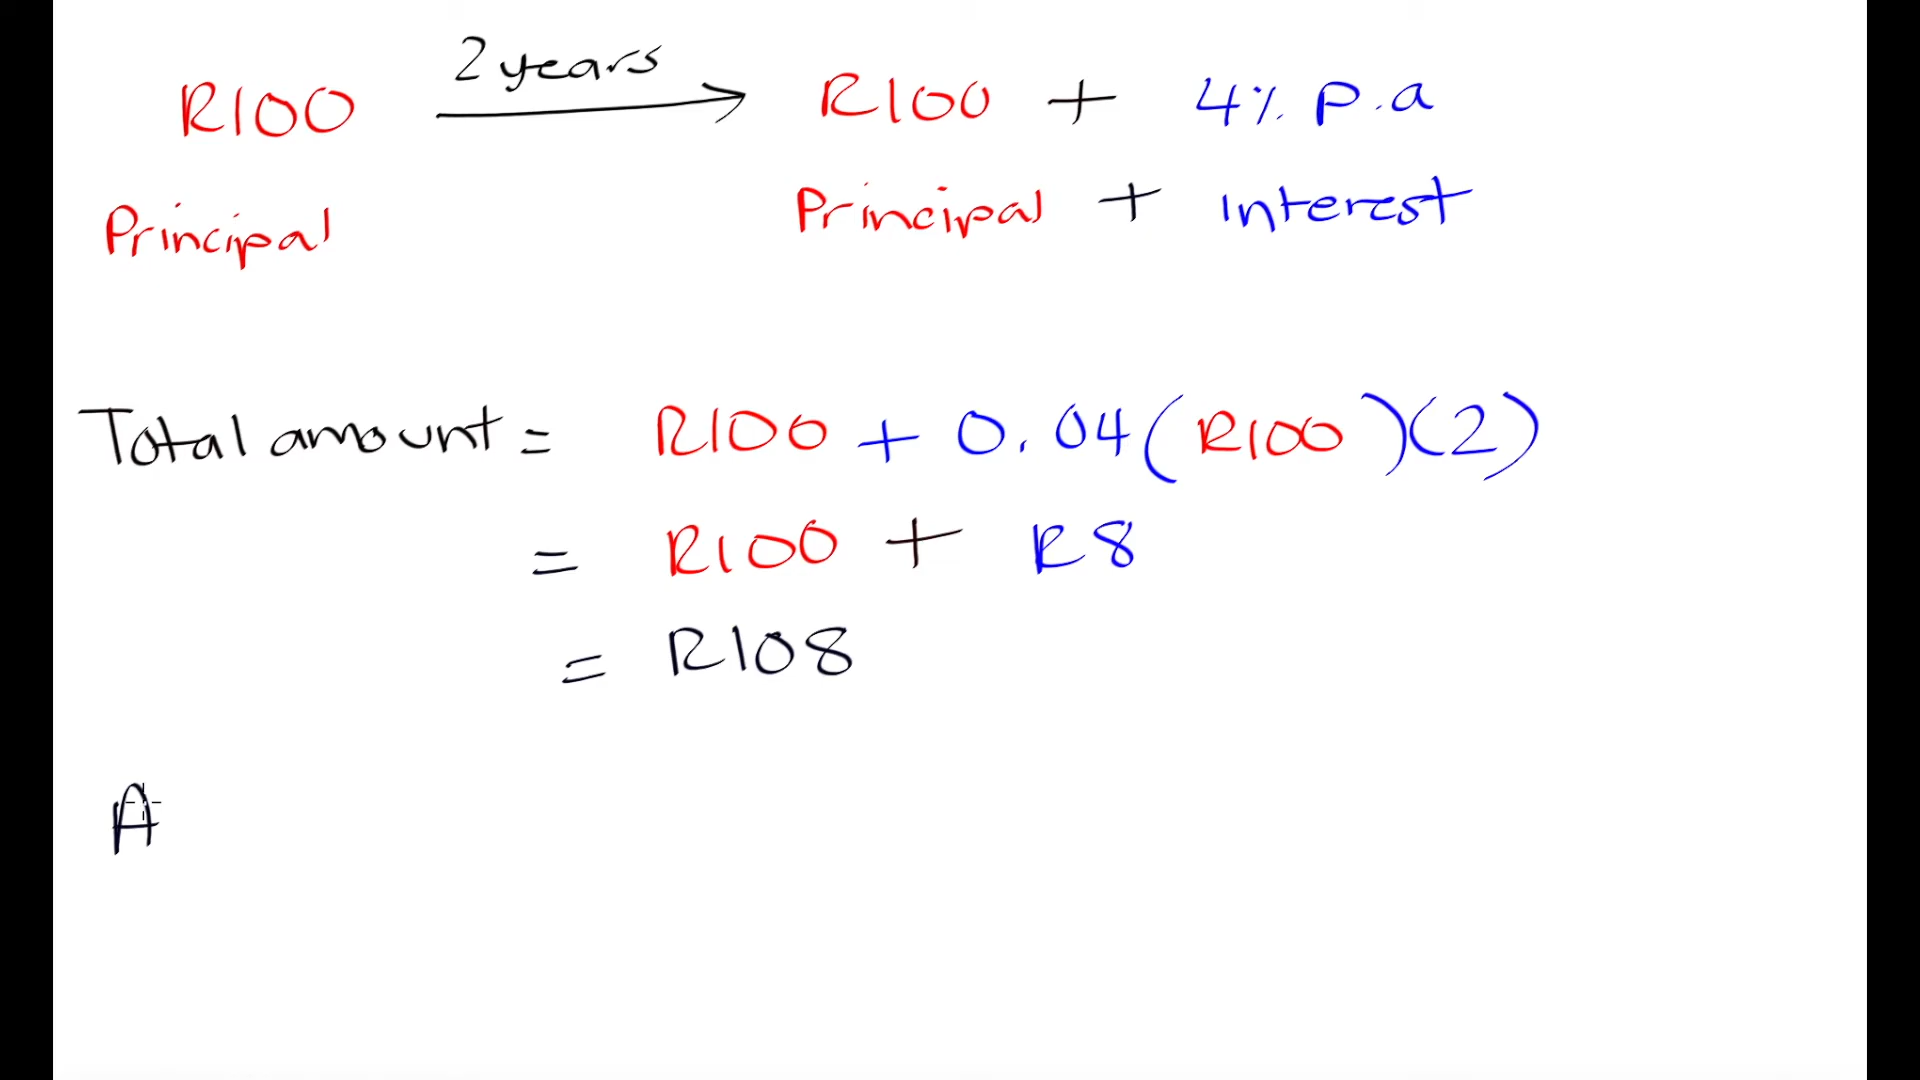 2 years
R100 → R100 + 4% p.a
Principal Principal + Interest
Total amount = R100 + 0.04(R100)(2)
= R100 + R8
= R108
A